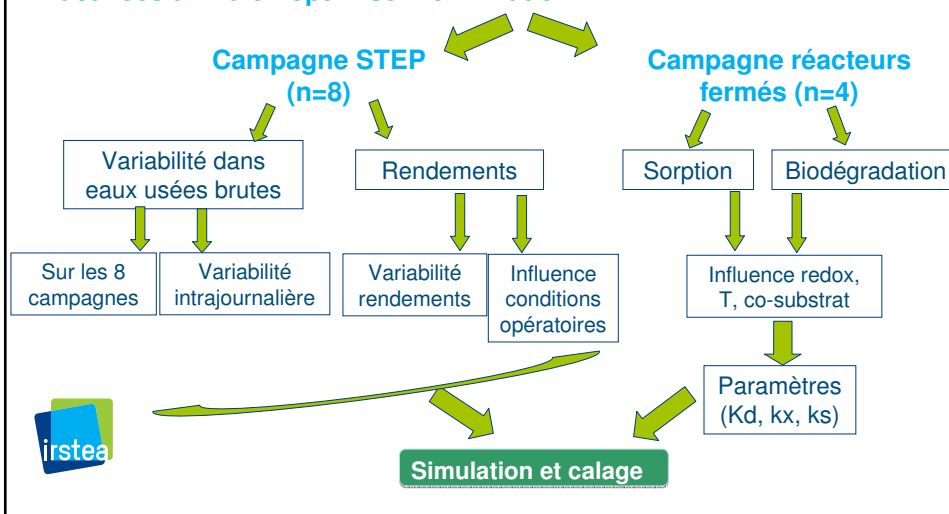 Campagne STEP
(n=8)
Campagne réacteurs
fermés (n=4)
Variabilité dans
eaux usées brutes
Rendements
Sorption
Biodégradation
Sur les 8
campagnes
Variabilité
intrajournalière
Variabilité
rendements
Influence
conditions
opératoires
Influence redox,
T, co-substrat
Paramètres
(Kd, kx, ks)
irstea
Simulation et calage